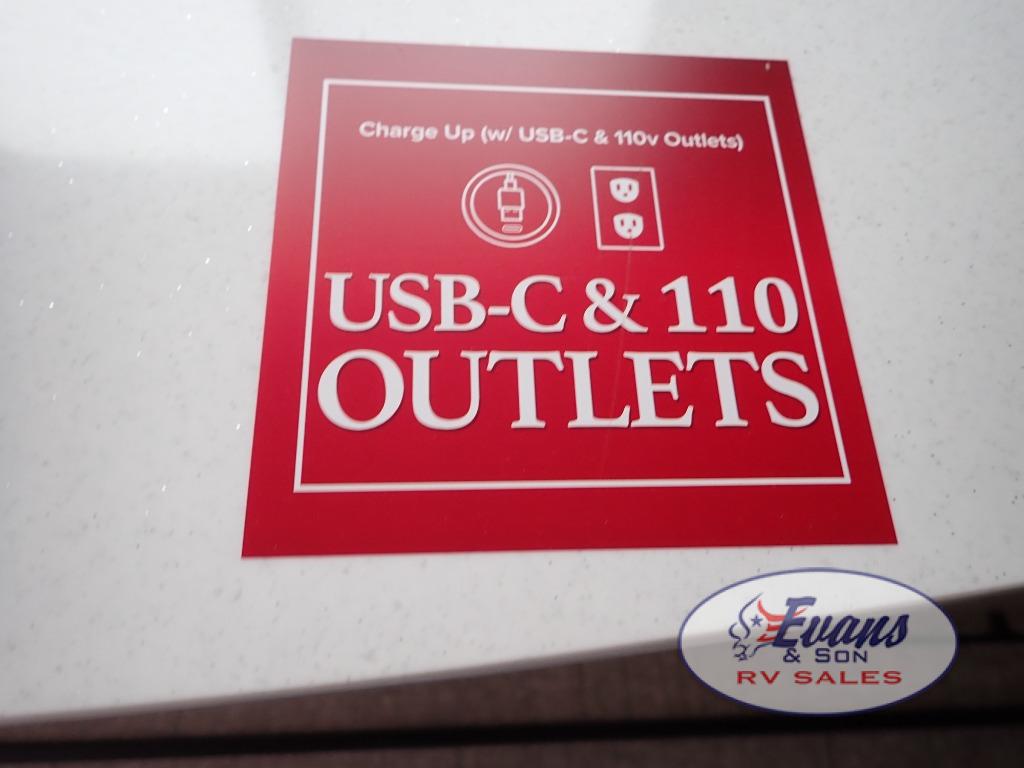 Charge Up (w/ USB-C & 110v Outlets)
USB-C & 110
OUTLETS
Evans
& SON
RV SALES